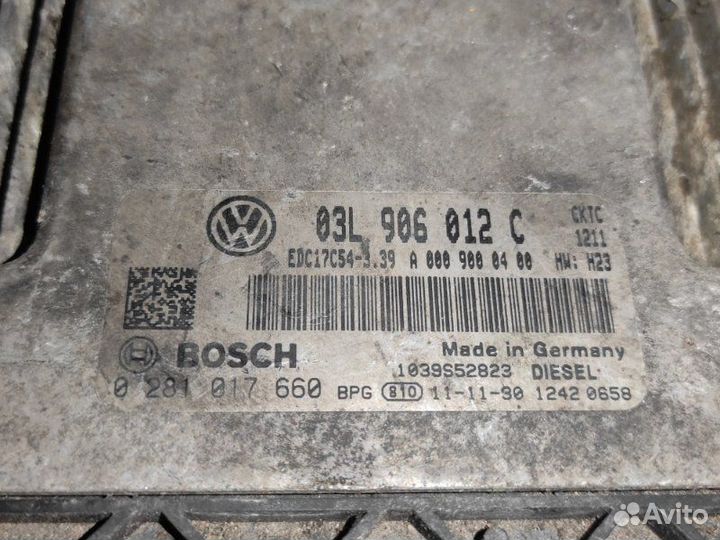 03L 906 012 C CKTC
1211
EDC17C54-3.39 A 000 900 04 00 HW: H23
BOSCH Made in Germany
1039S52823 DIESEL
0 281 017 660 BPG 810 11-11-30 1242 0658
Avito